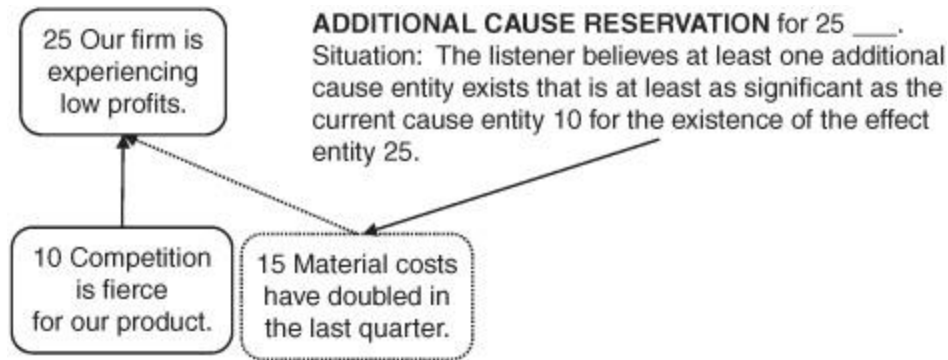 25 Our firm is
experiencing
low profits.
ADDITIONAL CAUSE RESERVATION for 25 ___.
Situation: The listener believes at least one additional
cause entity exists that is at least as significant as the
current cause entity 10 for the existence of the effect
entity 25.
10 Competition
is fierce
for our product.
15 Material costs
have doubled in
the last quarter.